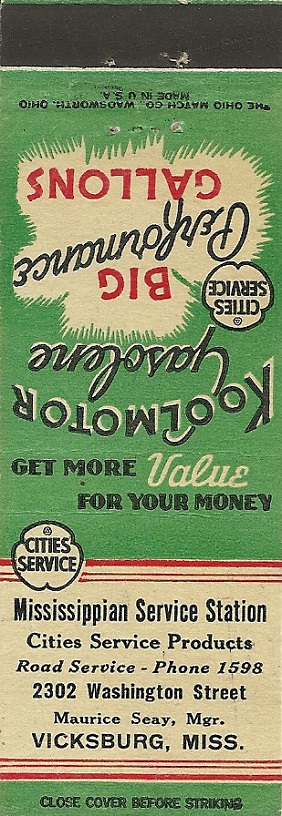 THE OHIO MATCH CO. WADSWORTH, OHIO
MADE IN U.S.A.
BIG
Performance
GALLONS
CITIES
SERVICE
KOOLMOTOR
Gasolene
GET MORE Value
FOR YOUR MONEY
CITIES
SERVICE
Mississippian Service Station
Cities Service Products
Road Service - Phone 1598
2302 Washington Street
Maurice Seay, Mgr.
VICKSBURG, MISS.
CLOSE COVER BEFORE STRIKING